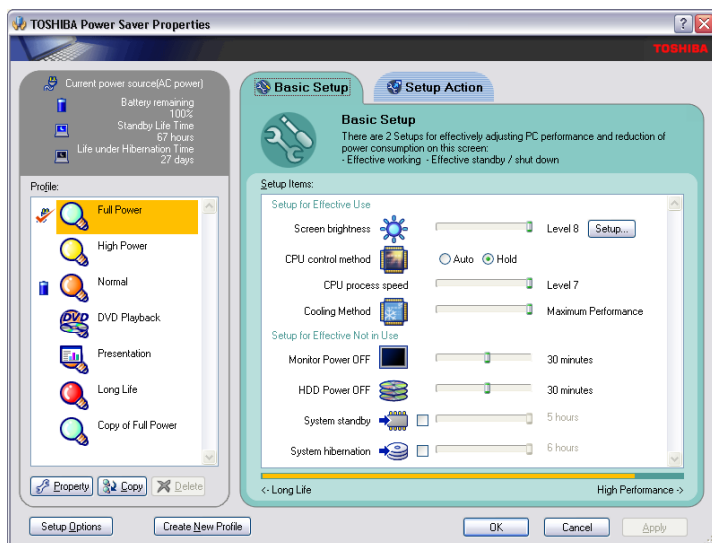 TOSHIBA Power Saver Properties
TOSHIBA
Current power source(AC power)
Battery remaining
100%
Standby Life Time
67 hours
Life under Hibernation Time
27 days
Profile:
Full Power
High Power
Normal
DVD DVD Playback
Presentation
Long Life
Copy of Full Power
Property Copy Delete
Setup Options Create New Profile
Basic Setup Setup Action
Basic Setup
There are 2 Setups for effectively adjusting PC performance and reduction of
power consumption on this screen:
- Effective working - Effective standby / shut down
Setup Items:
Setup for Effective Use
Screen brightness Level 8 Setup...
CPU control method Auto Hold
CPU process speed Level 7
Cooling Method Maximum Performance
Setup for Effective Not in Use
Monitor Power OFF 30 minutes
HDD Power OFF 30 minutes
System standby 5 hours
System hibernation 6 hours
<- Long Life High Performance ->
OK Cancel Apply